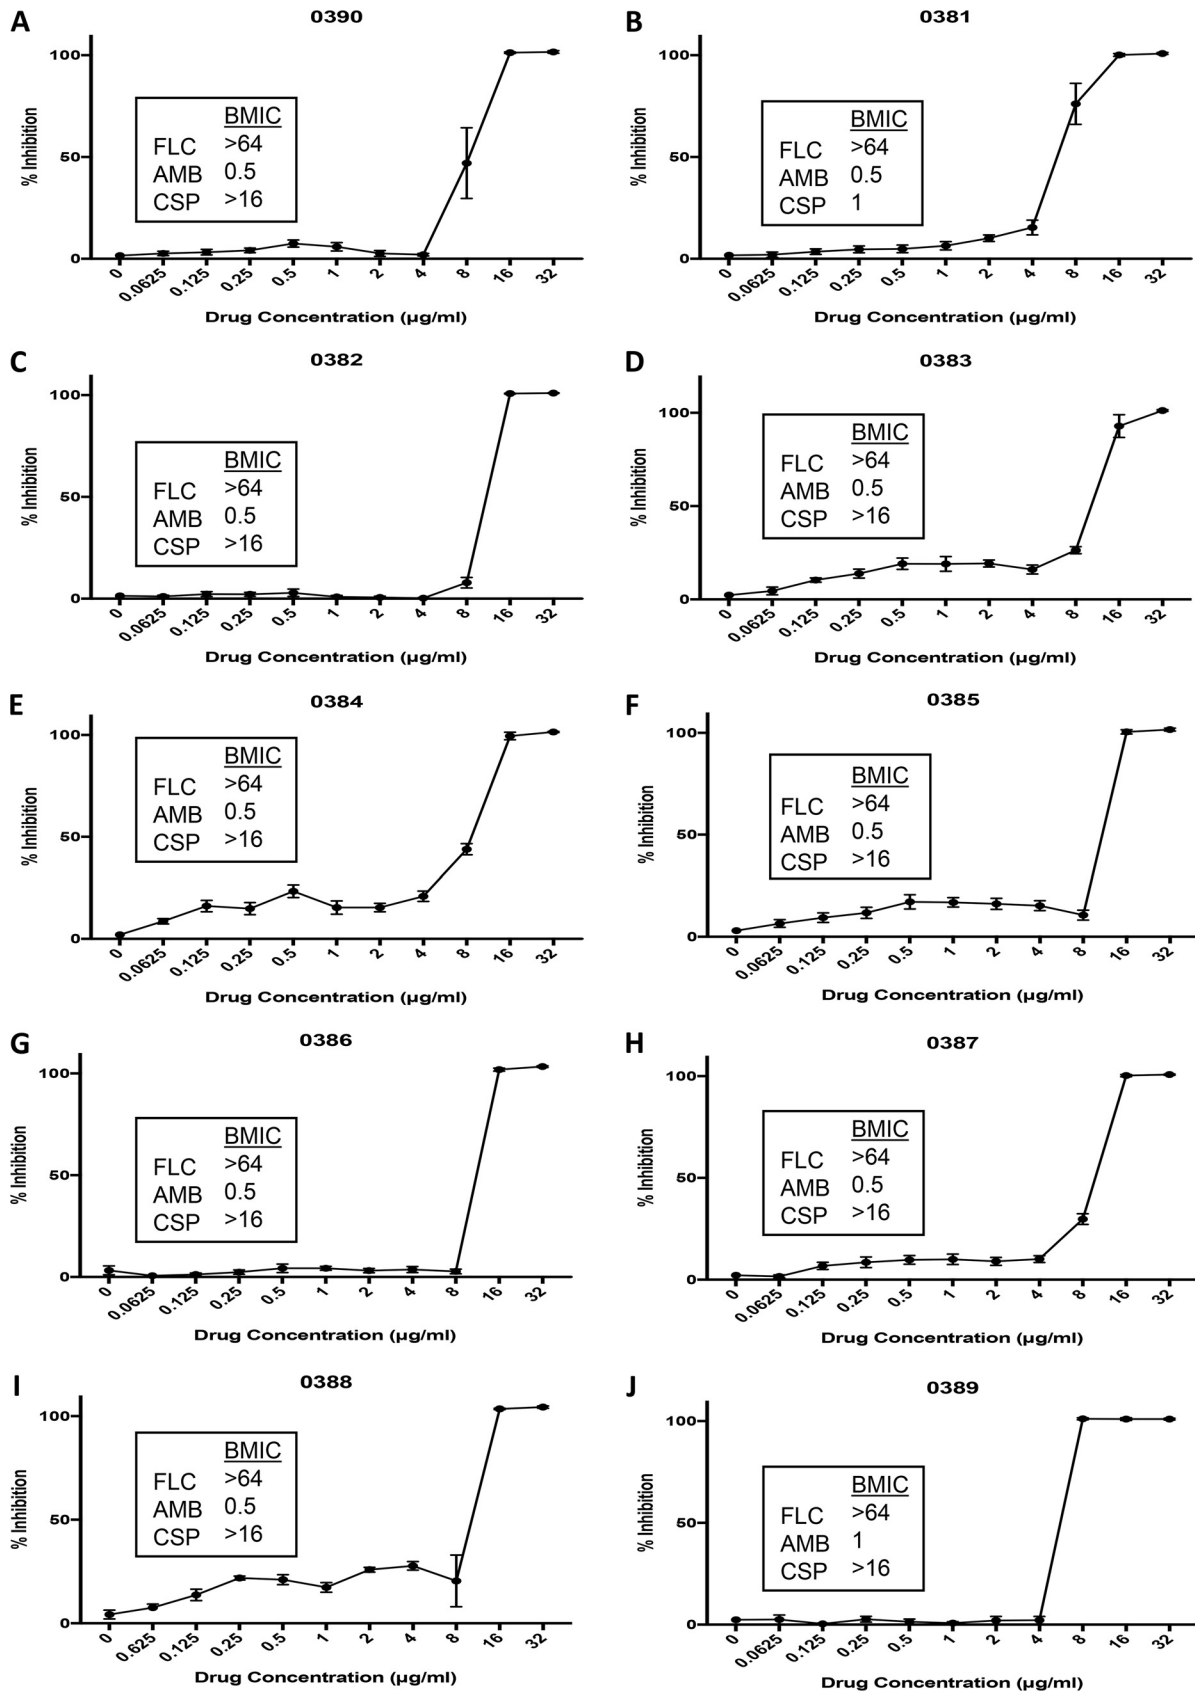 A
0390
% Inhibition
100
50
0
BMIC
FLC >64
AMB 0.5
CSP >16
0 0.0625 0.125 0.25 0.5 1 2 4 8 16 32
Drug Concentration (µg/ml)
B
0381
% Inhibition
100
50
0
BMIC
FLC >64
AMB 0.5
CSP 1
0 0.0625 0.125 0.25 0.5 1 2 4 8 16 32
Drug Concentration (µg/ml)
C
0382
% Inhibition
100
50
0
BMIC
FLC >64
AMB 0.5
CSP >16
0 0.0625 0.125 0.25 0.5 1 2 4 8 16 32
Drug Concentration (µg/ml)
D
0383
% Inhibition
100
50
0
BMIC
FLC >64
AMB 0.5
CSP >16
0 0.0625 0.125 0.25 0.5 1 2 4 8 16 32
Drug Concentration (µg/ml)
E
0384
% Inhibition
100
50
0
BMIC
FLC >64
AMB 0.5
CSP >16
0 0.0625 0.125 0.25 0.5 1 2 4 8 16 32
Drug Concentration (µg/ml)
F
0385
% Inhibition
100
50
0
BMIC
FLC >64
AMB 0.5
CSP >16
0 0.0625 0.125 0.25 0.5 1 2 4 8 16 32
Drug Concentration (µg/ml)
G
0386
% Inhibition
100
50
0
BMIC
FLC >64
AMB 0.5
CSP >16
0 0.0625 0.125 0.25 0.5 1 2 4 8 16 32
Drug Concentration (µg/ml)
H
0387
% Inhibition
100
50
0
BMIC
FLC >64
AMB 0.5
CSP >16
0 0.0625 0.125 0.25 0.5 1 2 4 8 16 32
Drug Concentration (µg/ml)
I
0388
% Inhibition
100
50
0
BMIC
FLC >64
AMB 0.5
CSP >16
0 0.625 0.125 0.25 0.5 1 2 4 8 16 32
Drug Concentration (µg/ml)
J
0389
% Inhibition
100
50
0
BMIC
FLC >64
AMB 1
CSP >16
0 0.0625 0.125 0.25 0.5 1 2 4 8 16 32
Drug Concentration (µg/ml)